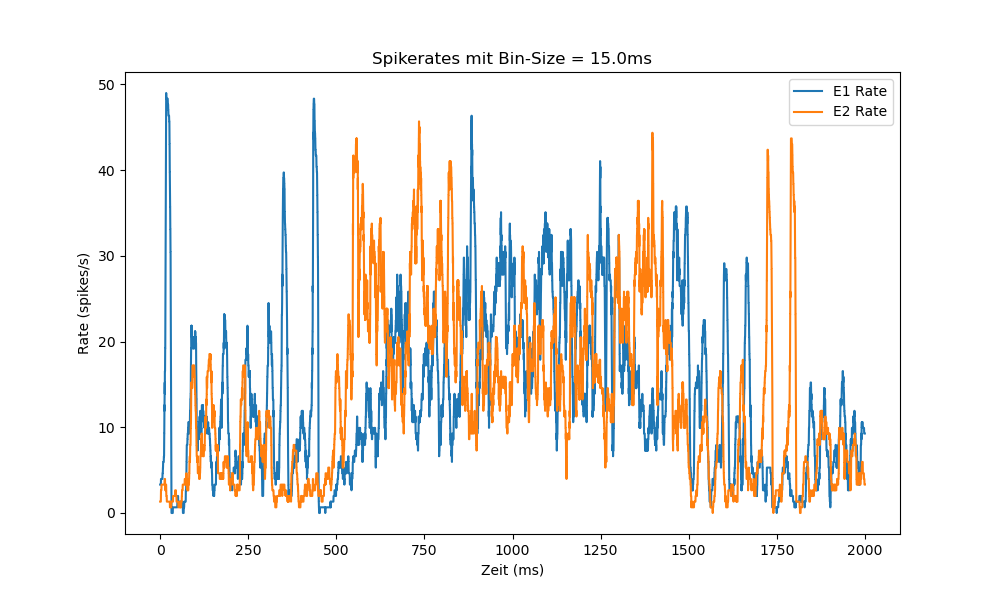 Spikerates mit Bin-Size = 15.0ms
E1 Rate
E2 Rate
50
40
30
20
10
0
Rate (spikes/s)
0 250 500 750 1000 1250 1500 1750 2000
Zeit (ms)